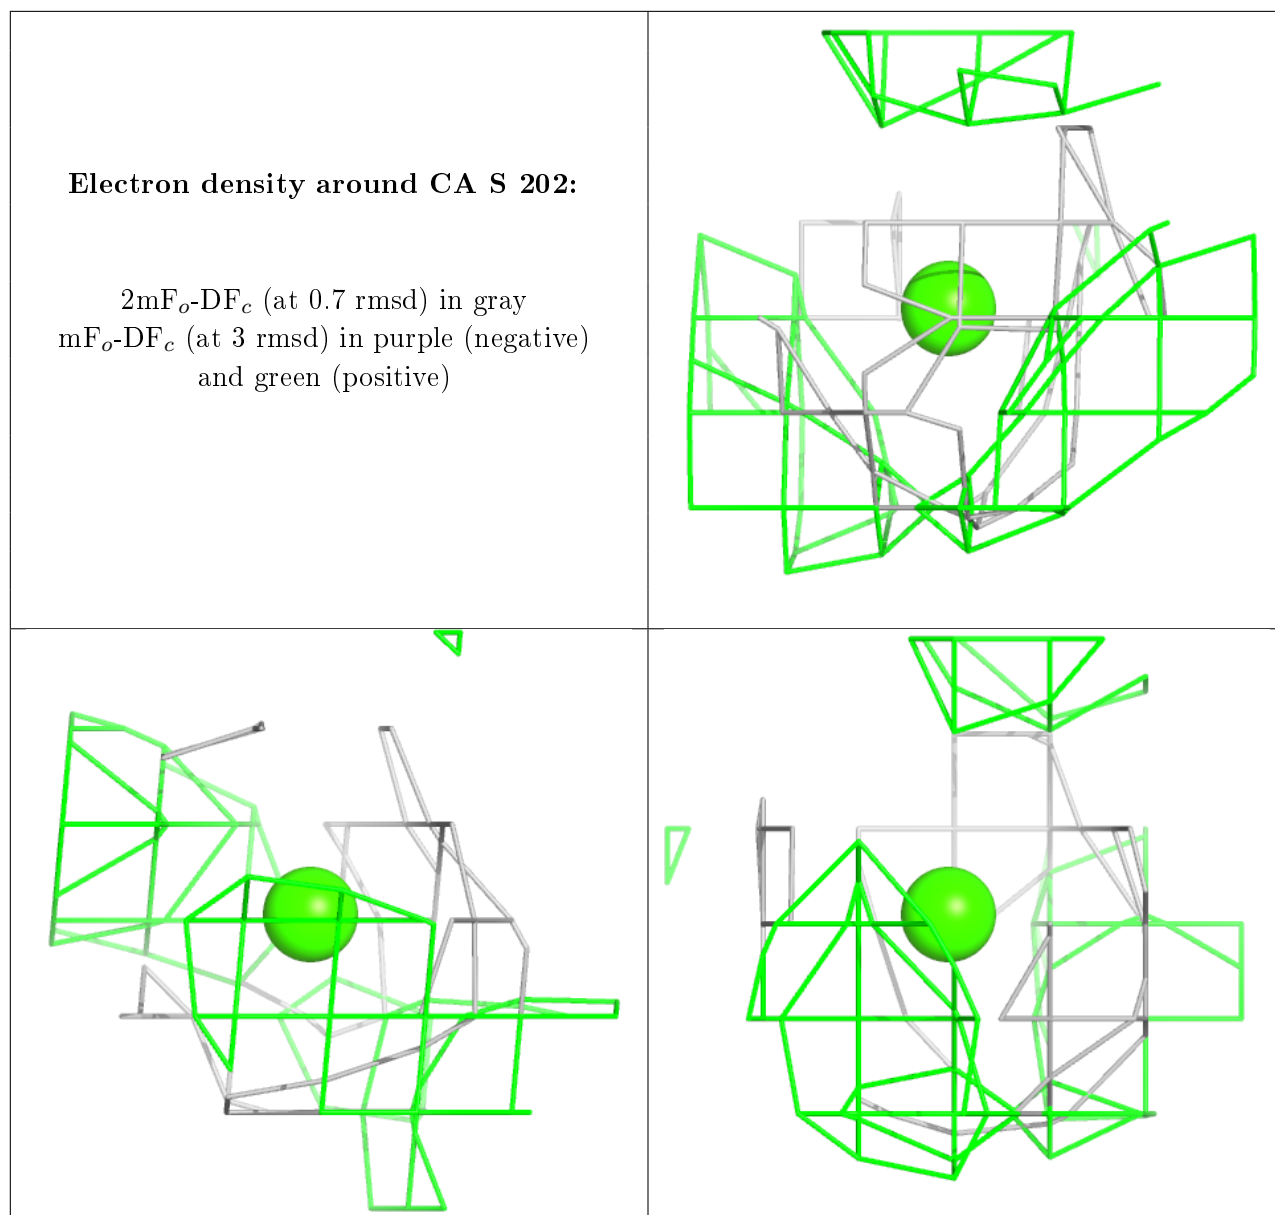 Electron density around CA S 202:
2mFₒ-DF𝑐 (at 0.7 rmsd) in gray
mFₒ-DF𝑐 (at 3 rmsd) in purple (negative)
and green (positive)